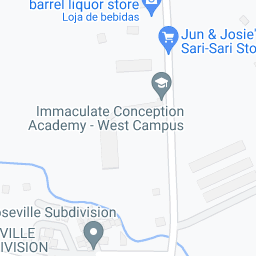 barrel liquor store
Loja de bebidas
Jun & Josie's
Sari-Sari Sto
Immaculate Conception
Academy - West Campus
oseville Subdivision
VILLE
DIVISION